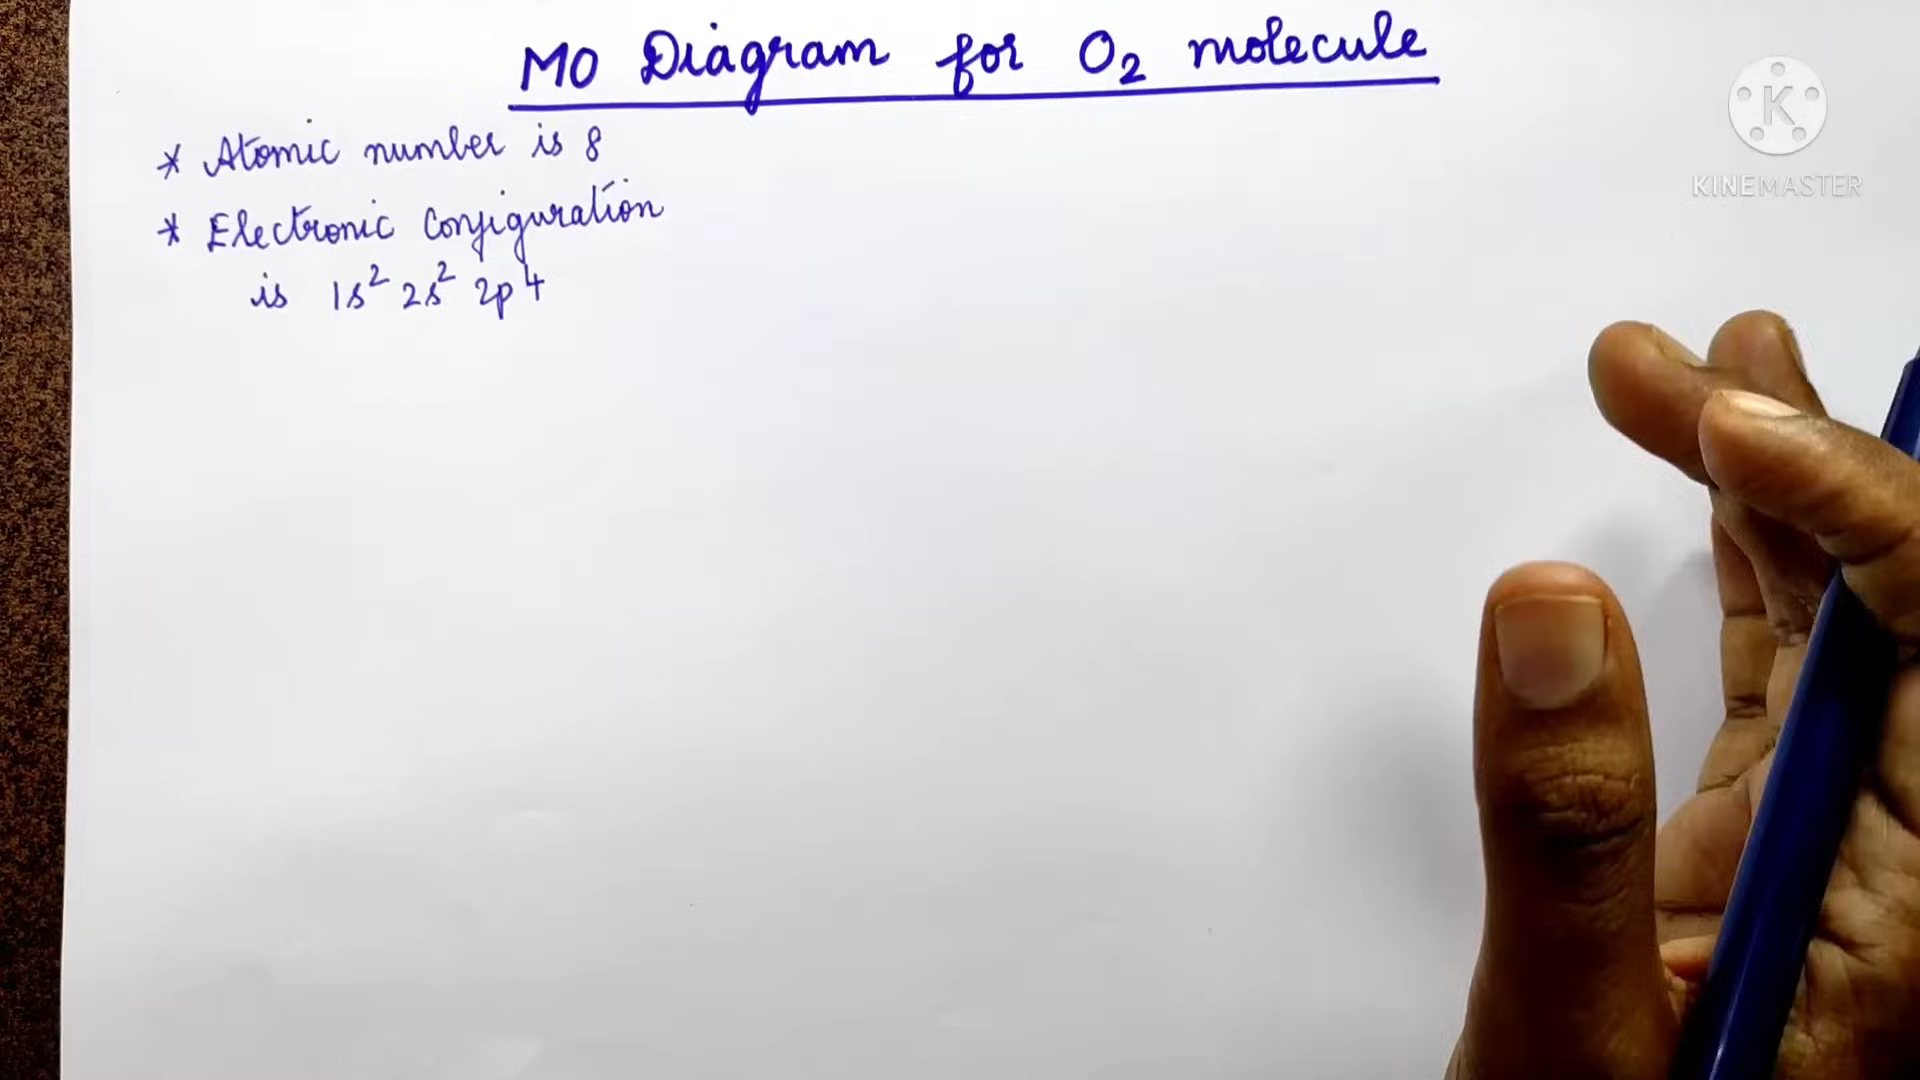 MO Diagram for O₂ molecule
* Atomic number is 8
* Electronic Configuration
is 1s² 2s² 2p⁴
K
KINEMASTER